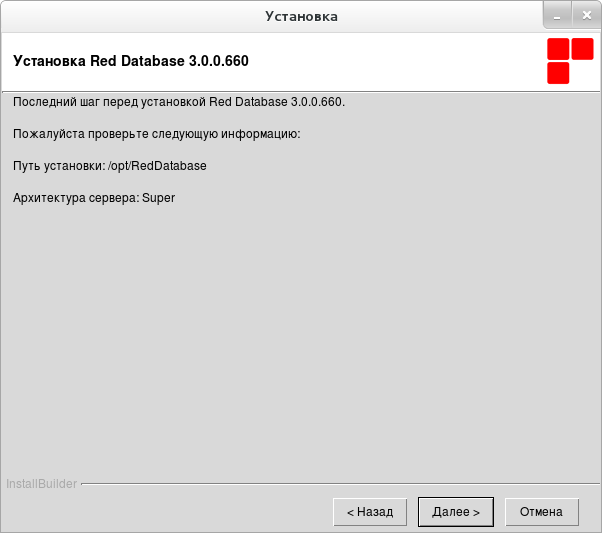 Установка
Установка Red Database 3.0.0.660
Последний шаг перед установкой Red Database 3.0.0.660.
Пожалуйста проверьте следующую информацию:
Путь установки: /opt/RedDatabase
Архитектура сервера: Super
InstallBuilder
< Назад Далее > Отмена